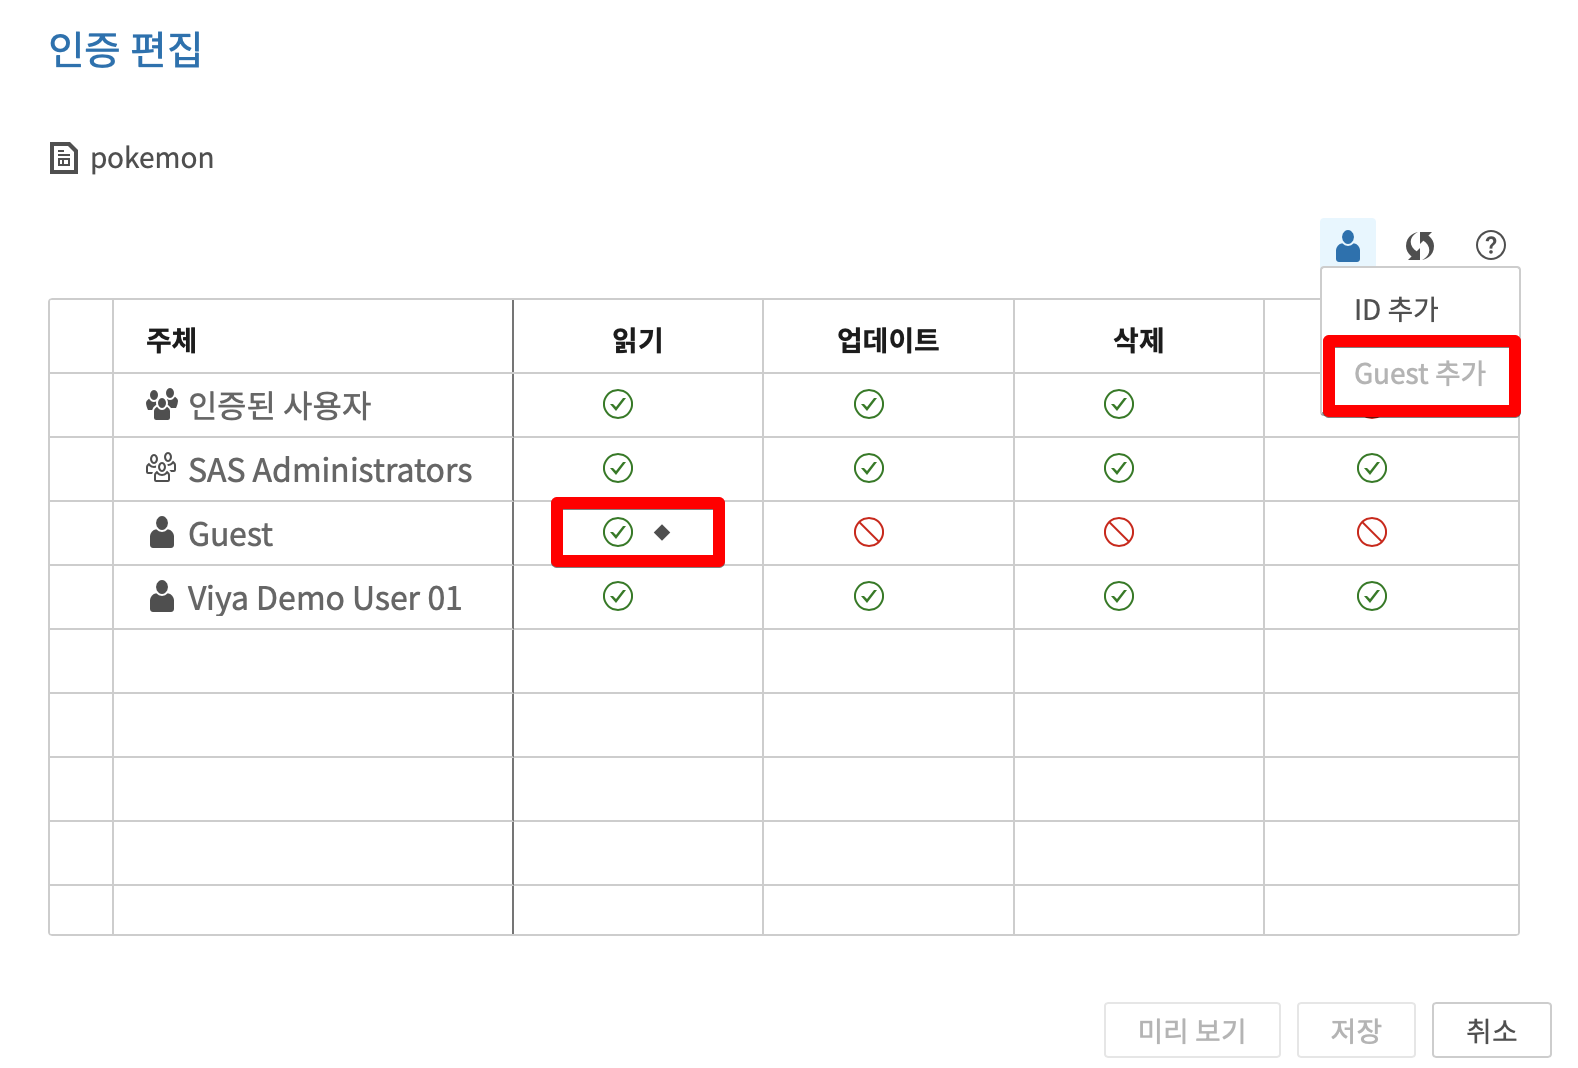 인증 편집
pokemon
ID 추가
Guest 추가
주체 읽기 업데이트 삭제
인증된 사용자
SAS Administrators
Guest
Viya Demo User 01
미리 보기 저장 취소